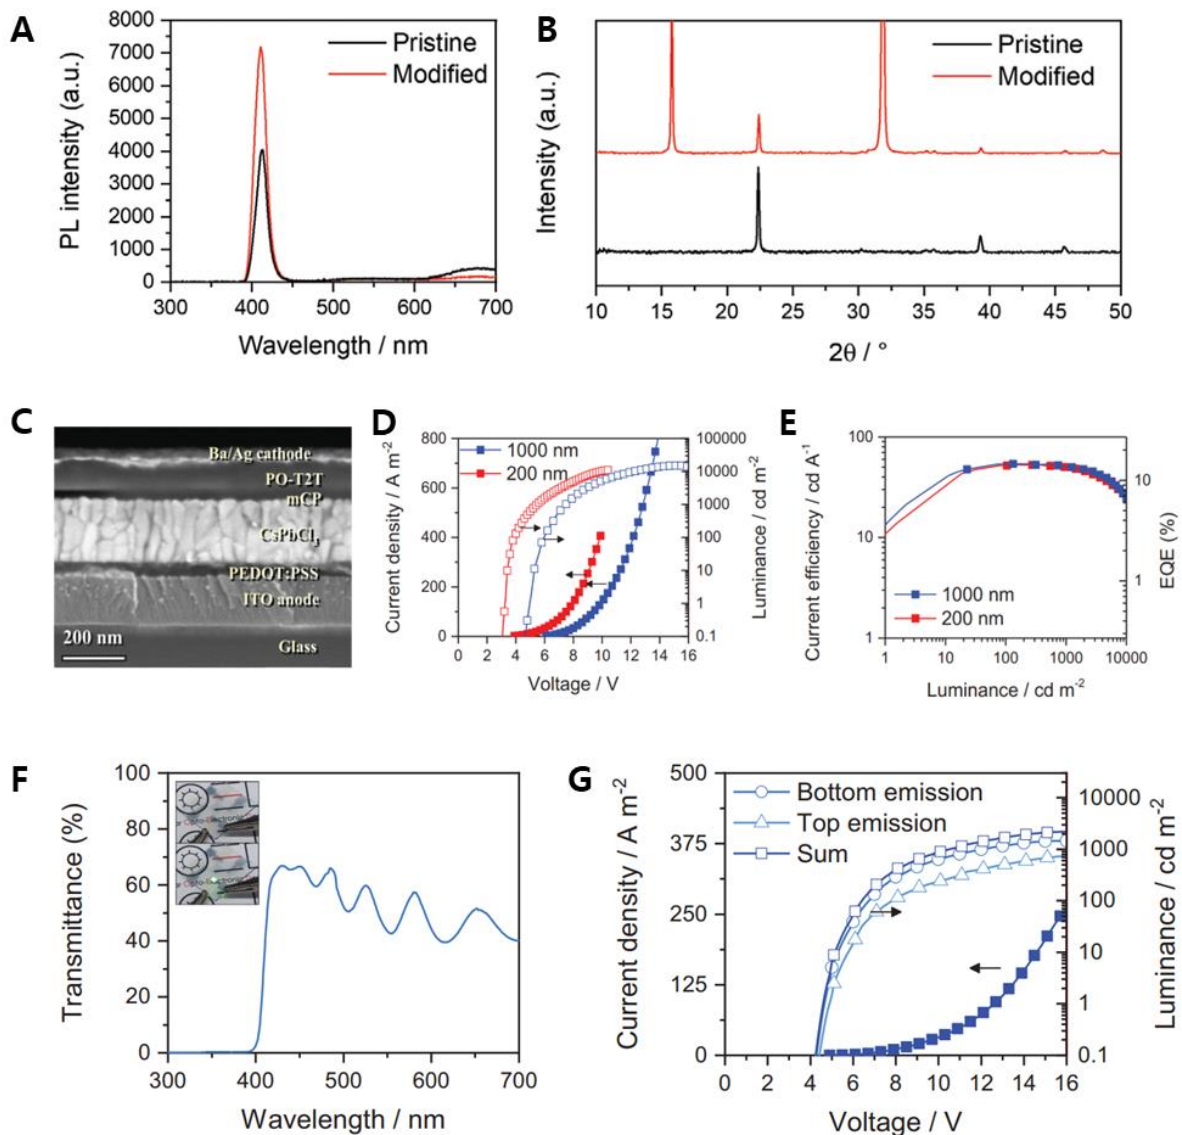 A
PL intensity (a.u.)
8000
7000
6000
5000
4000
3000
2000
1000
0
Pristine
Modified
300
400
500
600
700
Wavelength / nm
B
Intensity (a.u.)
Pristine
Modified
10
15
20
25
30
35
40
45
50
2θ / °
C
Ba/Ag cathode
PO-T2T
mCP
CsPbCl3
PEDOT:PSS
ITO anode
200 nm
Glass
D
Current density / A m-2
800
600
400
200
0
1000 nm
200 nm
100000
10000
1000
100
10
1
0.1
Luminance / cd m-2
0 2 4 6 8 10 12 14 16
Voltage / V
E
Current efficiency / cd A-1
100
10
1
1000 nm
200 nm
10
1
EQE (%)
1 10 100 1000 10000
Luminance / cd m-2
F
Transmittance (%)
100
80
60
40
20
0
300
400
500
600
700
Wavelength / nm
G
Current density / A m-2
500
375
250
125
0
Bottom emission
Top emission
Sum
10000
1000
100
10
1
0.1
Luminance / cd m-2
0 2 4 6 8 10 12 14 16
Voltage / V